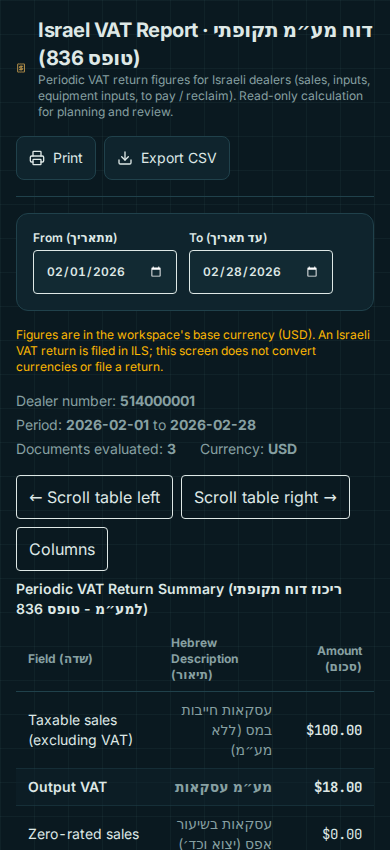 Israel VAT Report · דוח מע״מ תקופתי
(טופס 836)
Periodic VAT return figures for Israeli dealers (sales, inputs,
equipment inputs, to pay / reclaim). Read-only calculation
for planning and review.
Print
Export CSV
From (מתאריך)
To (עד תאריך)
02/01/2026
02/28/2026
Figures are in the workspace's base currency (USD). An Israeli
VAT return is filed in ILS; this screen does not convert
currencies or file a return.
Dealer number: 514000001
Period: 2026-02-01 to 2026-02-28
Documents evaluated: 3 Currency: USD
← Scroll table left
Scroll table right →
Columns
Periodic VAT Return Summary (ריכוז דוח תקופתי
למע״מ - טופס 836)
Field (שדה)
Hebrew
Description
(תיאור)
Amount
(סכום)
Taxable sales
(excluding VAT)
עסקאות חייבות
במס (ללא
מע״מ)
$100.00
Output VAT
מע״מ עסקאות
$18.00
Zero-rated sales
עסקאות בשיעור
אפס (יצוא וכד׳)
$0.00